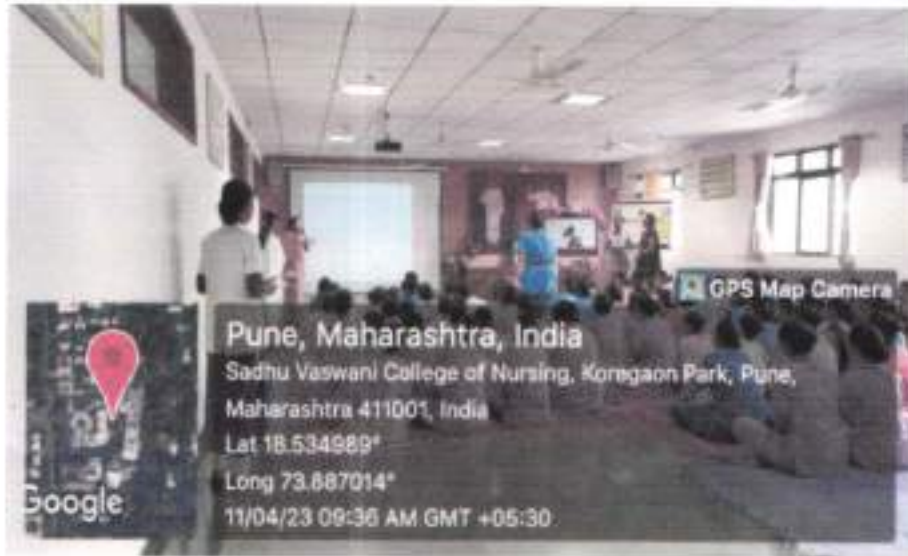 GPS Map Camera
Pune, Maharashtra, India
Sadhu Vaswani College of Nursing, Koregaon Park, Pune,
Maharashtra 411001, India
Lat 18.534989°
Long 73.887014°
11/04/23 09:36 AM GMT +05:30
Google